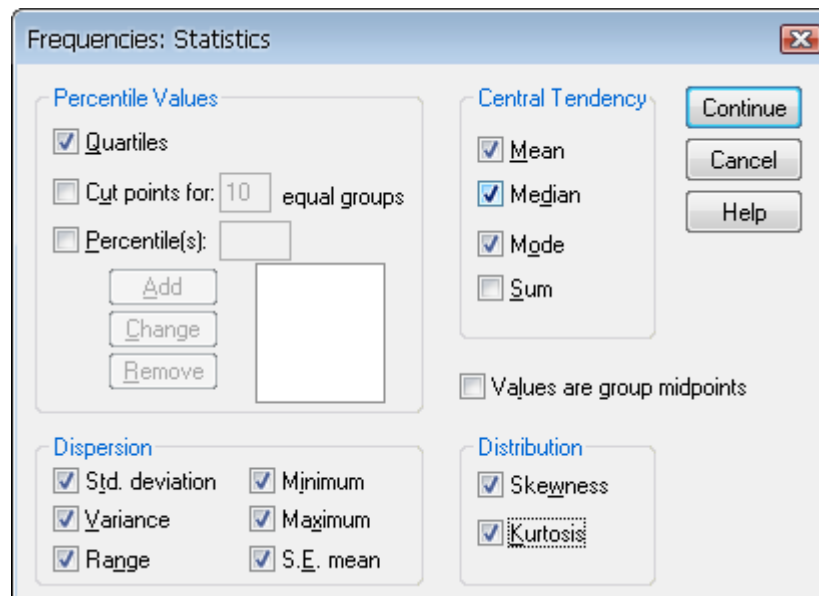 Frequencies: Statistics
Percentile Values
Quartiles
Cut points for: 10 equal groups
Percentile(s):
Add
Change
Remove
Central Tendency
Mean
Median
Mode
Sum
Continue
Cancel
Help
Values are group midpoints
Dispersion
Std. deviation
Minimum
Variance
Maximum
Range
S.E. mean
Distribution
Skewness
Kurtosis